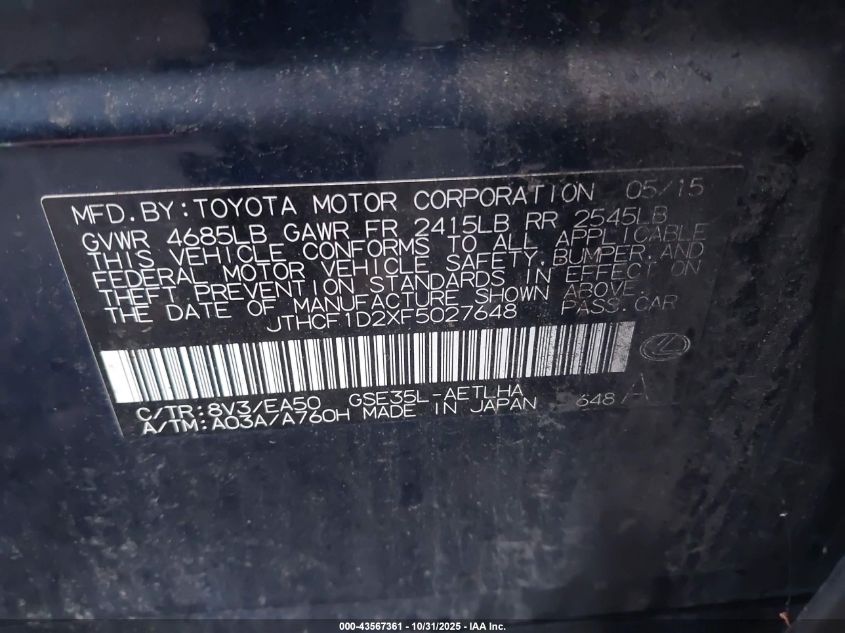 MFD.BY:TOYOTA MOTOR CORPORATION 05/15
GVWR 4685LB GAWR FR 2415LB RR 2545LB
THIS VEHICLE CONFORMS TO ALL APPLICABLE
FEDERAL MOTOR VEHICLE SAFETY,BUMPER,AND
THEFT PREVENTION STANDARDS IN EFFECT ON
THE DATE OF MANUFACTURE SHOWN ABOVE.
JTHCF1D2XF5027648 PASS.CAR
C/TR:8V3/EA50 GSE35L-AETLHA 648 A
A/TM:A03A/A760H MADE IN JAPAN
000-43567361 | 10/31/2025 - IAA Inc.